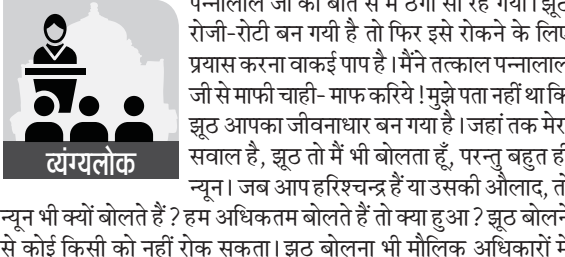 पन्नालाल जी की बात से मैं ठगा सा रह गया। झूठ
रोजी-रोटी बन गयी है तो फिर इसे रोकने के लिए
प्रयास करना वाकई पाप है। मैंने तत्काल पन्नालाल
जी से माफी चाही- माफ करिये ! मुझे पता नहीं था कि
झूठ आपका जीवनाधार बन गया है। जहां तक मेरा
सवाल है, झूठ तो मैं भी बोलता हूँ, परन्तु बहुत ही
न्यून। जब आप हरिश्चन्द्र हैं या उसकी औलाद, तो
व्यंग्यलोक
न्यून भी क्यों बोलते हैं ? हम अधिकतम बोलते हैं तो क्या हुआ ? झूठ बोलने
से कोई किसी को नहीं रोक सकता। झूठ बोलना भी मौलिक अधिकारों में